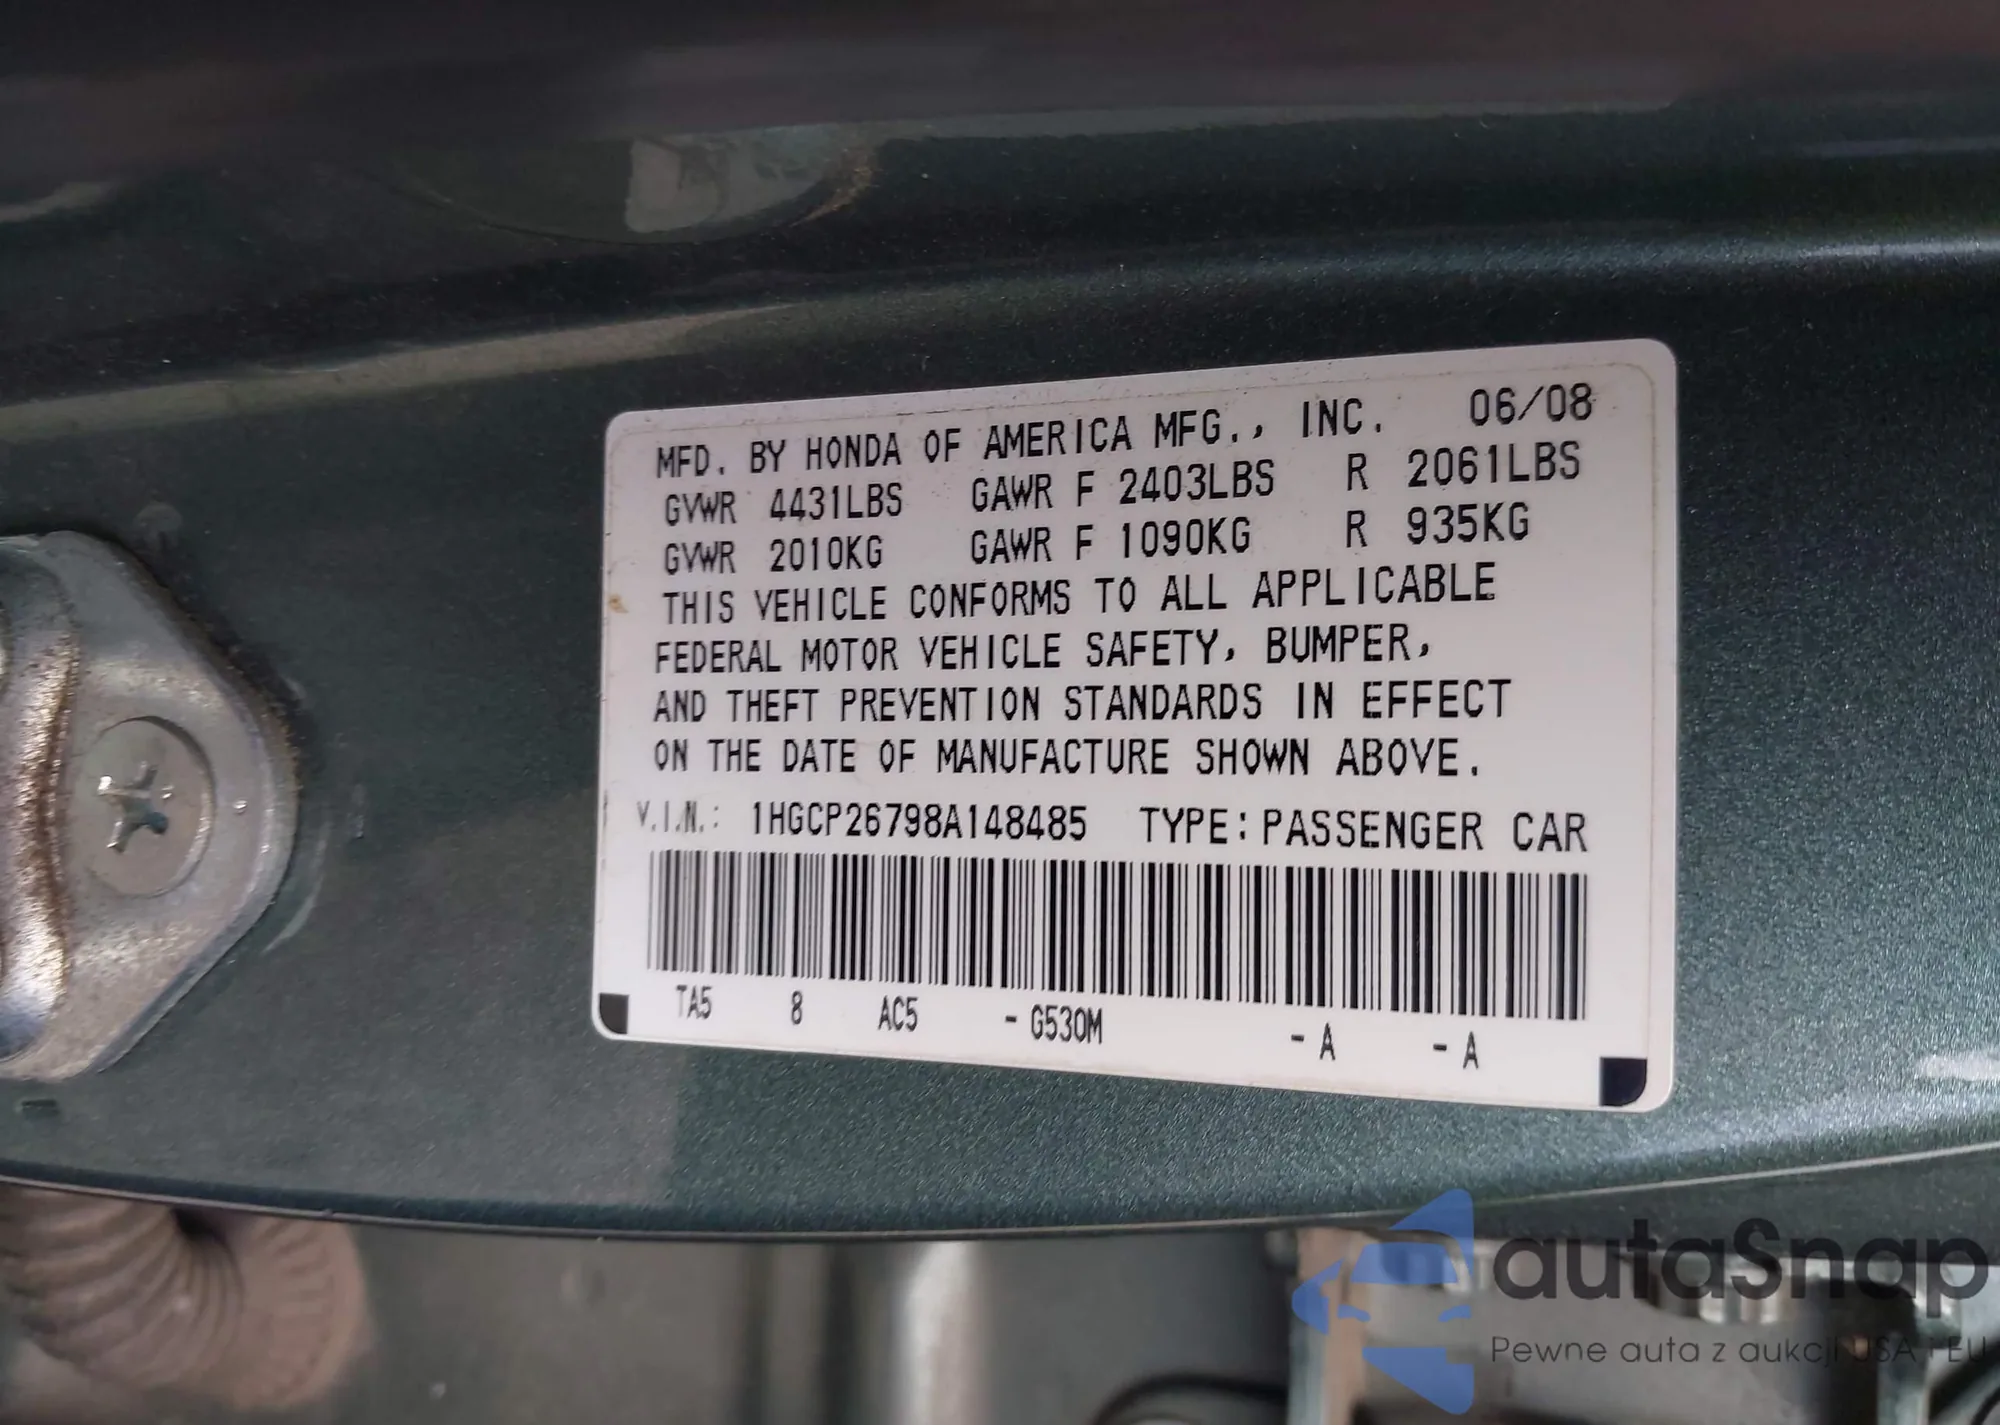 MFD. BY HONDA OF AMERICA MFG., INC. 06/08
GVWR 4431LBS GAWR F 2403LBS R 2061LBS
GVWR 2010KG GAWR F 1090KG R 935KG
THIS VEHICLE CONFORMS TO ALL APPLICABLE
FEDERAL MOTOR VEHICLE SAFETY, BUMPER,
AND THEFT PREVENTION STANDARDS IN EFFECT
ON THE DATE OF MANUFACTURE SHOWN ABOVE.
V.I.N.: 1HGCP26798A148485 TYPE: PASSENGER CAR
TA5 8 AC5 - G530M - A - A
autaSnap
Pewne auta z aukcji USA i EU